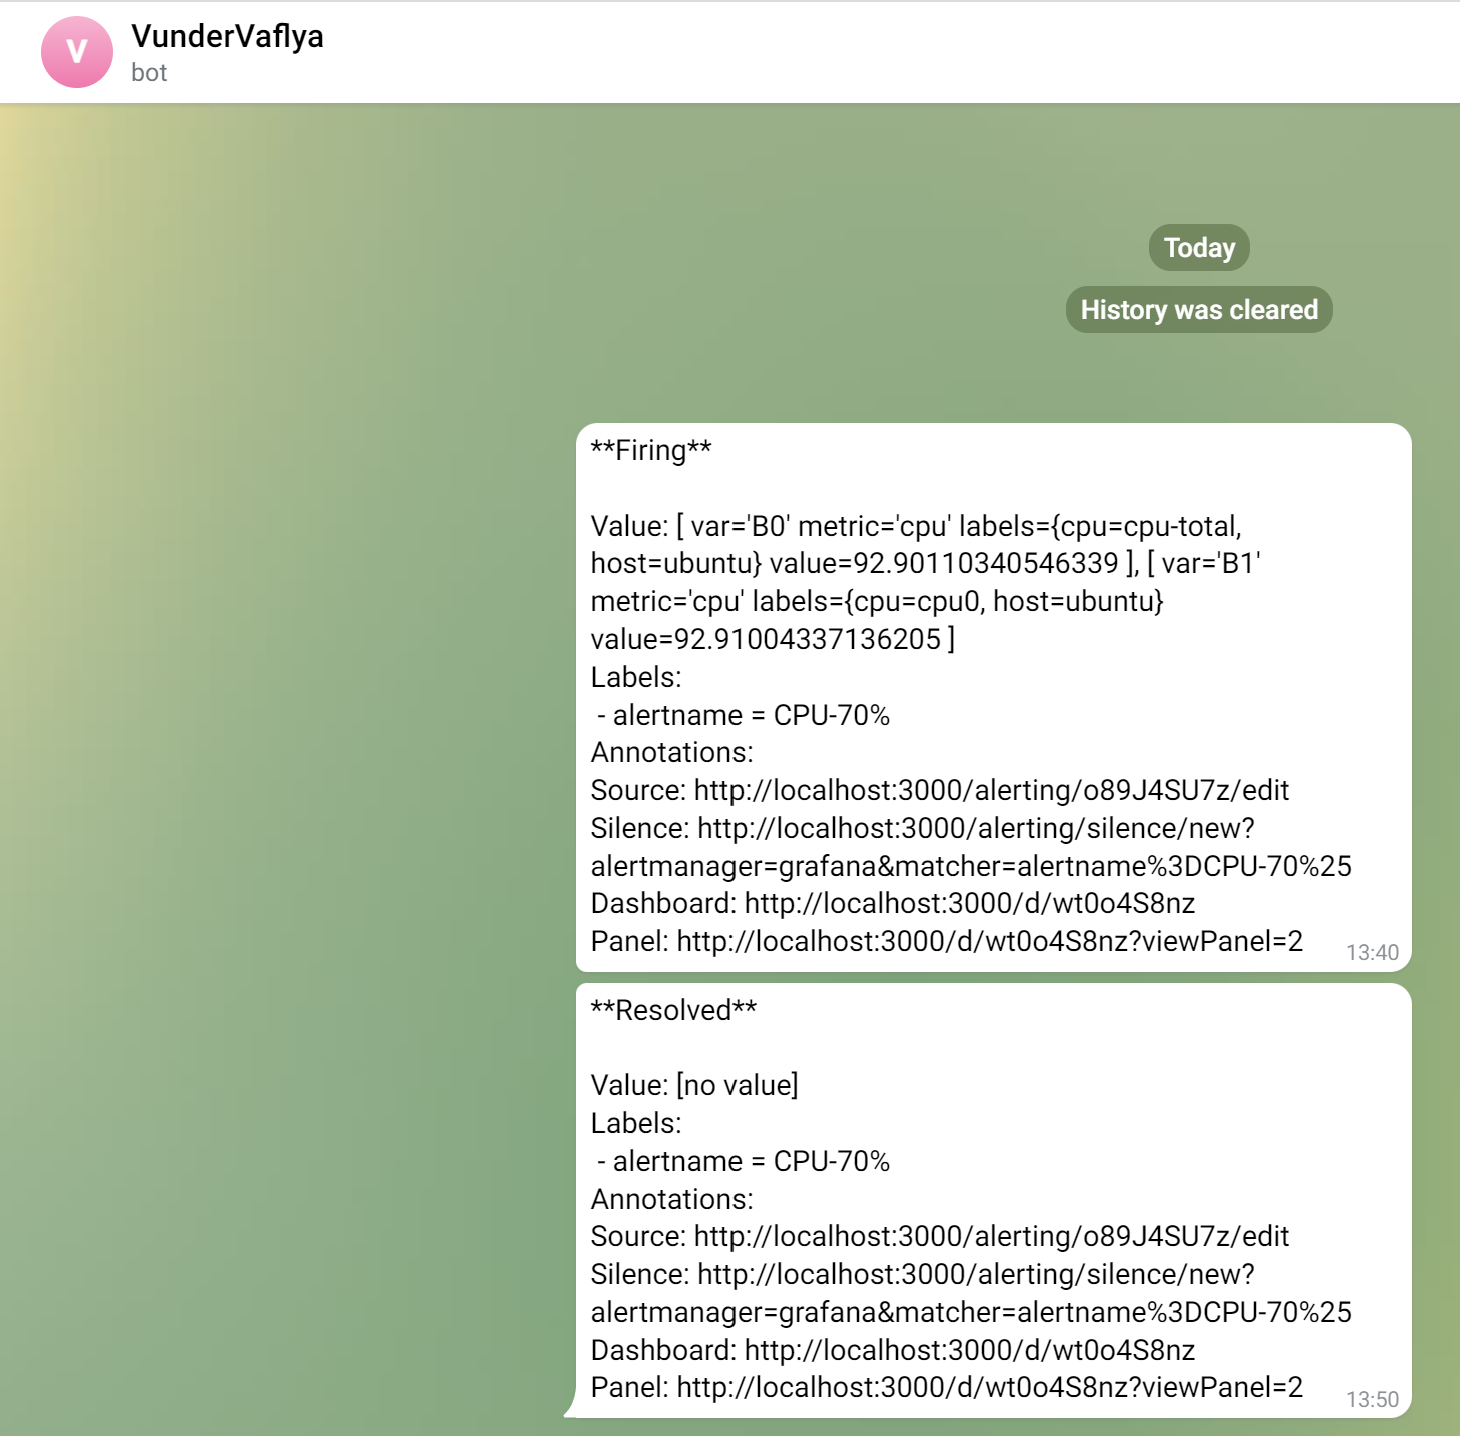 V
VunderVaflya
bot
Today
History was cleared
**Firing**
Value: [ var='B0' metric='cpu' labels={cpu=cpu-total,
host=ubuntu} value=92.90110340546339 ], [ var='B1'
metric='cpu' labels={cpu=cpu0, host=ubuntu}
value=92.91004337136205 ]
Labels:
- alertname = CPU-70%
Annotations:
Source: http://localhost:3000/alerting/o89J4SU7z/edit
Silence: http://localhost:3000/alerting/silence/new?
alertmanager=grafana&matcher=alertname%3DCPU-70%25
Dashboard: http://localhost:3000/d/wt0o4S8nz
Panel: http://localhost:3000/d/wt0o4S8nz?viewPanel=2
13:40
**Resolved**
Value: [no value]
Labels:
- alertname = CPU-70%
Annotations:
Source: http://localhost:3000/alerting/o89J4SU7z/edit
Silence: http://localhost:3000/alerting/silence/new?
alertmanager=grafana&matcher=alertname%3DCPU-70%25
Dashboard: http://localhost:3000/d/wt0o4S8nz
Panel: http://localhost:3000/d/wt0o4S8nz?viewPanel=2
13:50